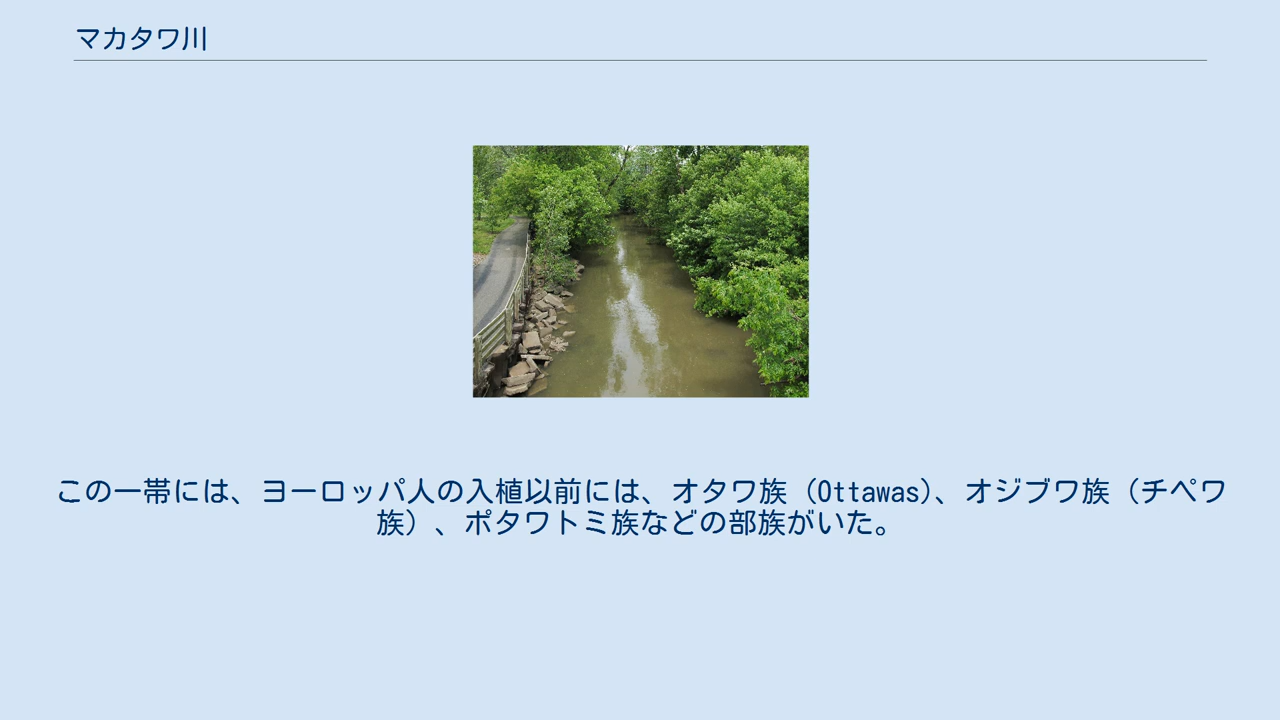 マカタワ川
この一帯には、ヨーロッパ人の入植以前には、オタワ族（Ottawas)、オジブワ族（チペワ
族）、ポタワトミ族などの部族がいた。